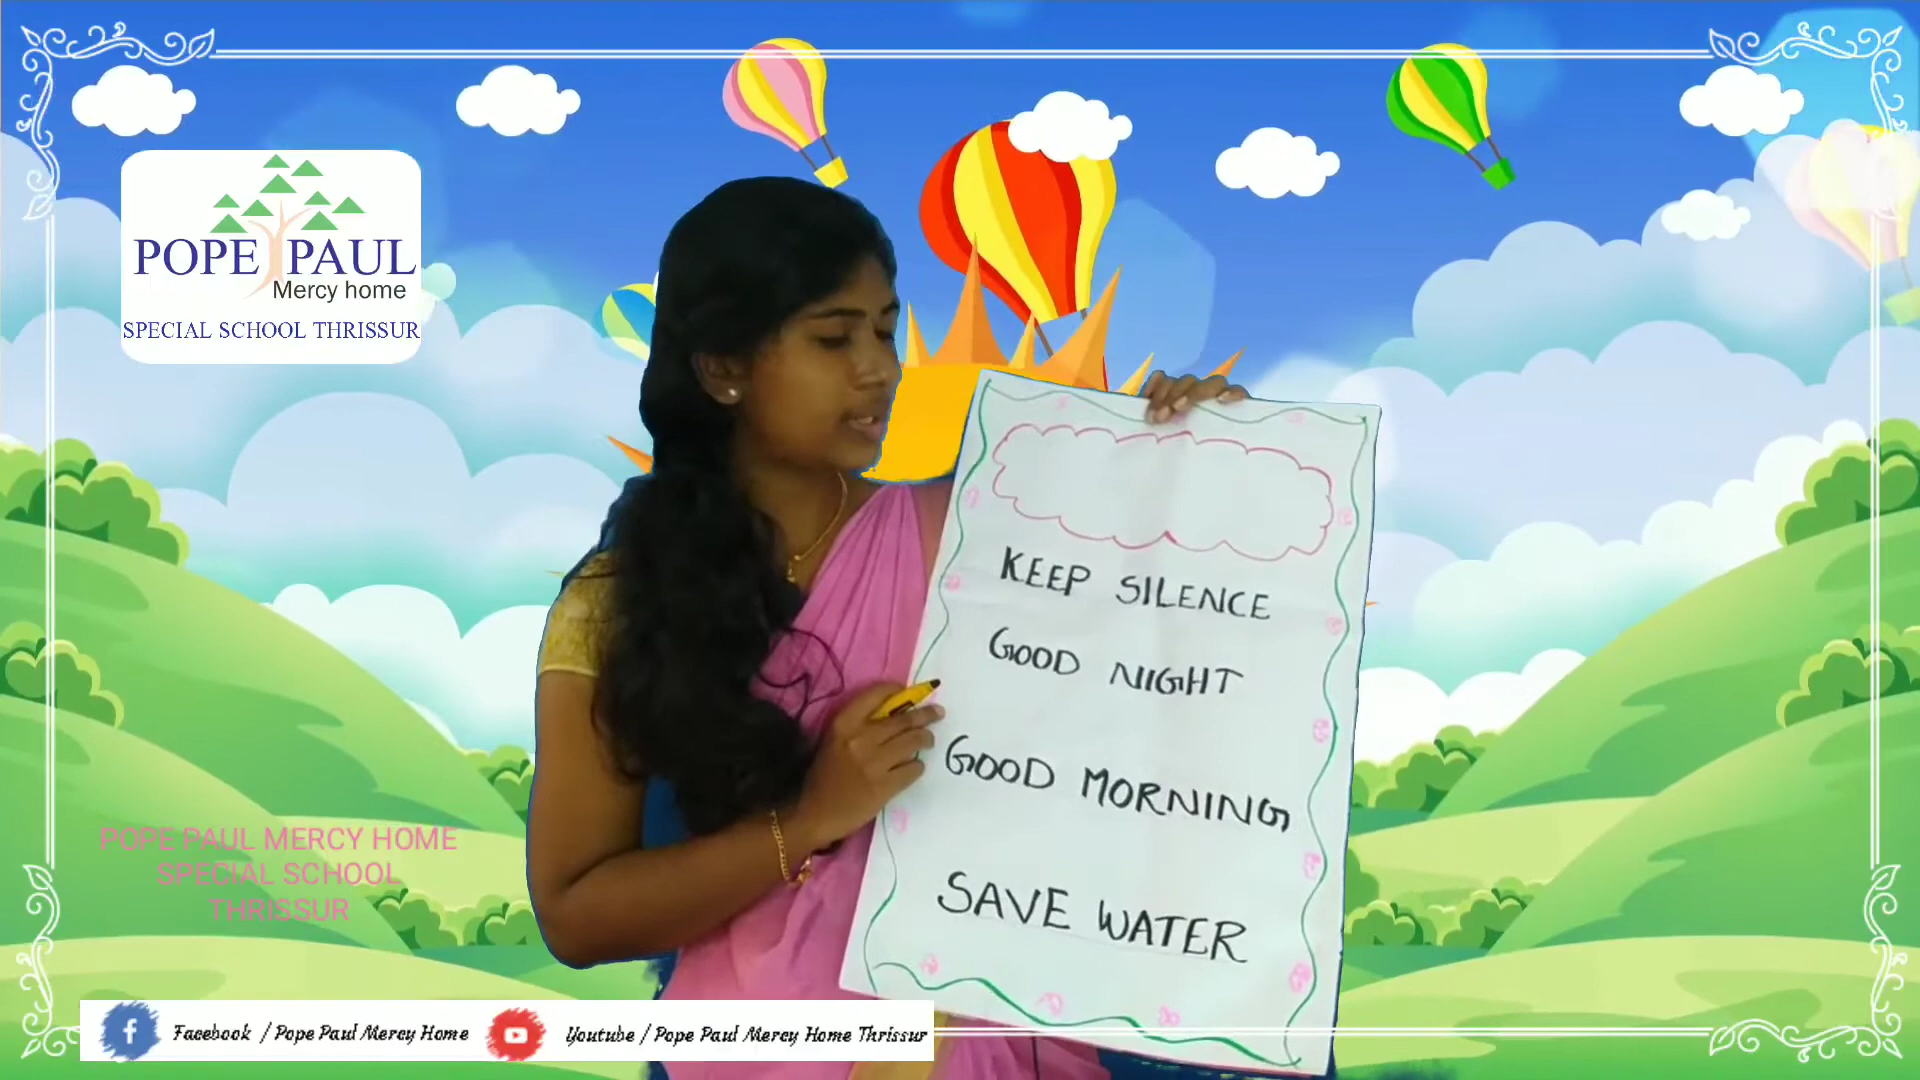 POPE PAUL
Mercy home
SPECIAL SCHOOL THRISSUR
KEEP SILENCE
GOOD NIGHT
GOOD MORNING
SAVE WATER
POPE PAUL MERCY HOME
SPECIAL SCHOOL
THRISSUR
Facebook / Pope Paul Mercy Home
Youtube / Pope Paul Mercy Home Thrissur